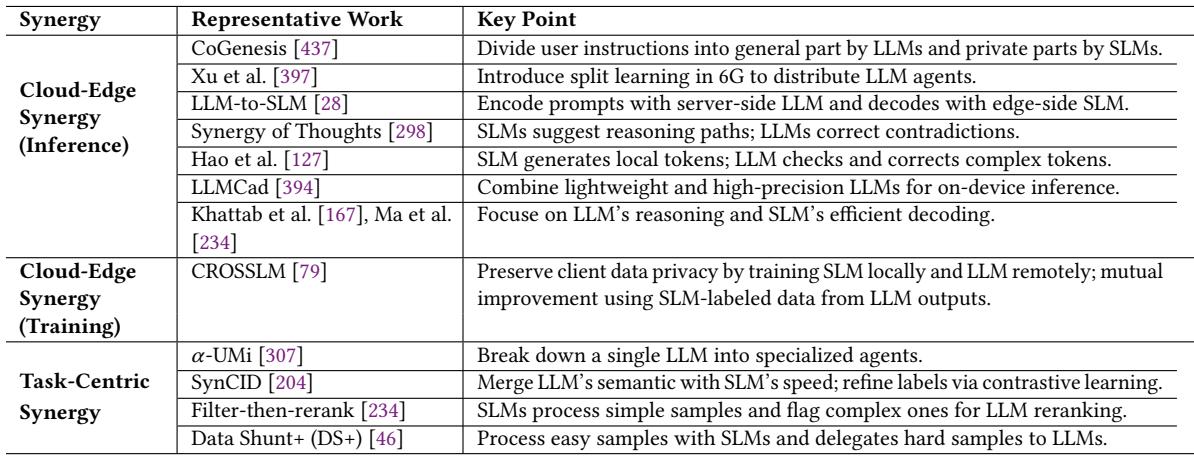 Synergy Representative Work Key Point
Cloud-Edge Synergy (Inference)
CoGenesis [437] Divide user instructions into general part by LLMs and private parts by SLMs.
Xu et al. [397] Introduce split learning in 6G to distribute LLM agents.
LLM-to-SLM [28] Encode prompts with server-side LLM and decodes with edge-side SLM.
Synergy of Thoughts [298] SLMs suggest reasoning paths; LLMs correct contradictions.
Hao et al. [127] SLM generates local tokens; LLM checks and corrects complex tokens.
LLMCad [394] Combine lightweight and high-precision LLMs for on-device inference.
Khattab et al. [167], Ma et al. Focuse on LLM's reasoning and SLM's efficient decoding.
[234]
Cloud-Edge CROSSLM [79] Preserve client data privacy by training SLM locally and LLM remotely; mutual
Synergy improvement using SLM-labeled data from LLM outputs.
(Training)
Task-Centric Synergy
α-UMi [307] Break down a single LLM into specialized agents.
SynCID [204] Merge LLM's semantic with SLM's speed; refine labels via contrastive learning.
Filter-then-rerank [234] SLMs process simple samples and flag complex ones for LLM reranking.
Data Shunt+ (DS+) [46] Process easy samples with SLMs and delegates hard samples to LLMs.